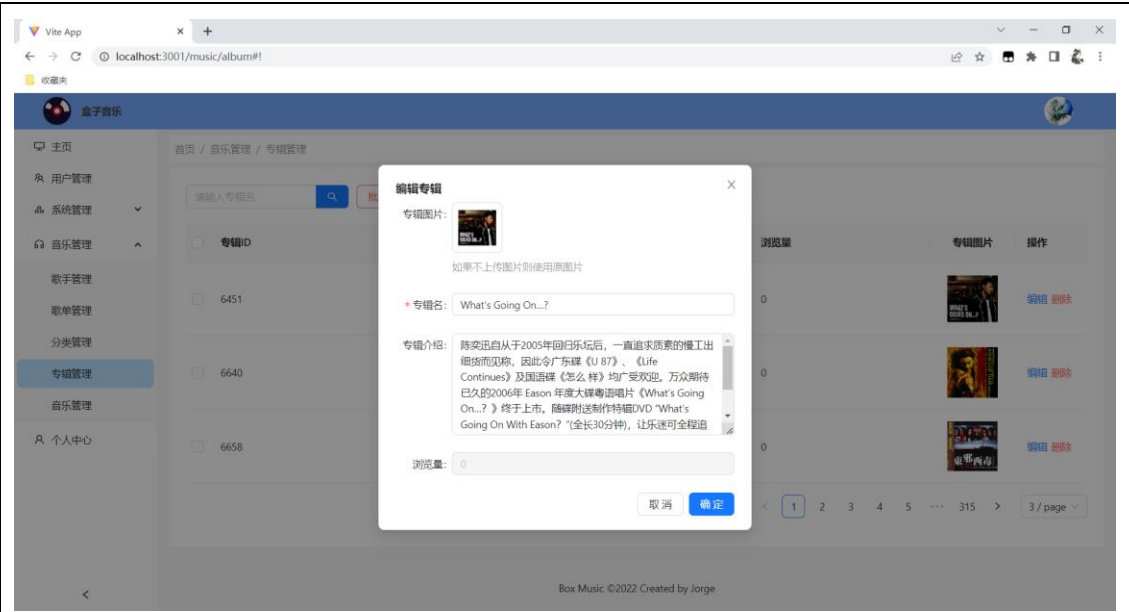 Vite App
localhost:3001/music/album#!
收藏夹
盒子音乐
主页
首页 / 音乐管理 / 专辑管理
用户管理
系统管理
音乐管理
歌手管理
歌单管理
分类管理
专辑管理
音乐管理
个人中心
请输入专辑名
批
专辑ID
浏览量
专辑图片
操作
6451
0
编辑 删除
6640
0
编辑 删除
6658
0
编辑 删除
编辑专辑
专辑图片:
如果不上传图片则使用原图片
* 专辑名:
What's Going On...?
专辑介绍:
陈奕迅自从于2005年回归乐坛后，一直追求质素的慢工出
细货而见称，因此令广东碟《U 87》、《Life
Continues》及国语碟《怎么 样》均广受欢迎。万众期待
已久的2006年 Eason 年度大碟粤语唱片《What's Going
On...? 》终于上市。随碟附送制作特辑DVD "What's
Going On With Eason? "(全长30分钟)，让乐迷可全程追
浏览量:
0
取 消
确 定
1 2 3 4 5 ··· 315
3 / page
Box Music ©2022 Created by Jorge